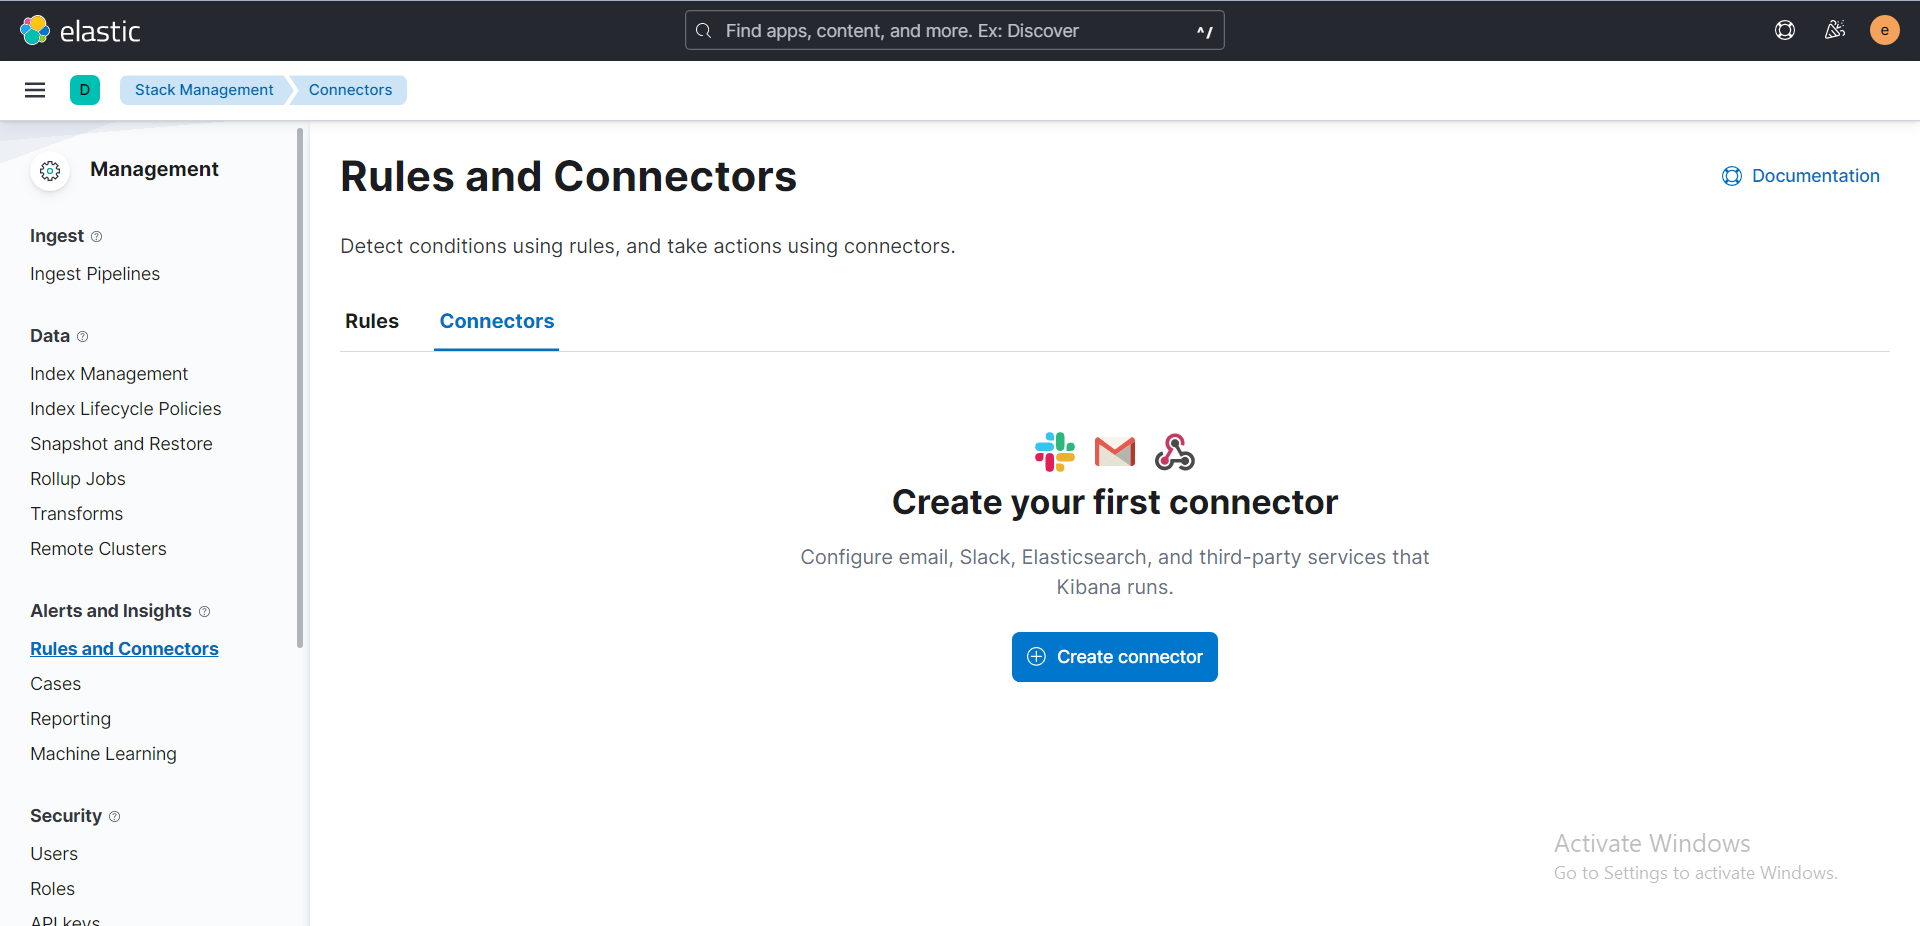 elastic
Find apps, content, and more. Ex: Discover
^/
e
D
Stack Management
Connectors
Management
Ingest
Ingest Pipelines
Data
Index Management
Index Lifecycle Policies
Snapshot and Restore
Rollup Jobs
Transforms
Remote Clusters
Alerts and Insights
Rules and Connectors
Cases
Reporting
Machine Learning
Security
Users
Roles
API keys
Rules and Connectors
Documentation
Detect conditions using rules, and take actions using connectors.
Rules
Connectors
Create your first connector
Configure email, Slack, Elasticsearch, and third-party services that
Kibana runs.
Create connector
Activate Windows
Go to Settings to activate Windows.